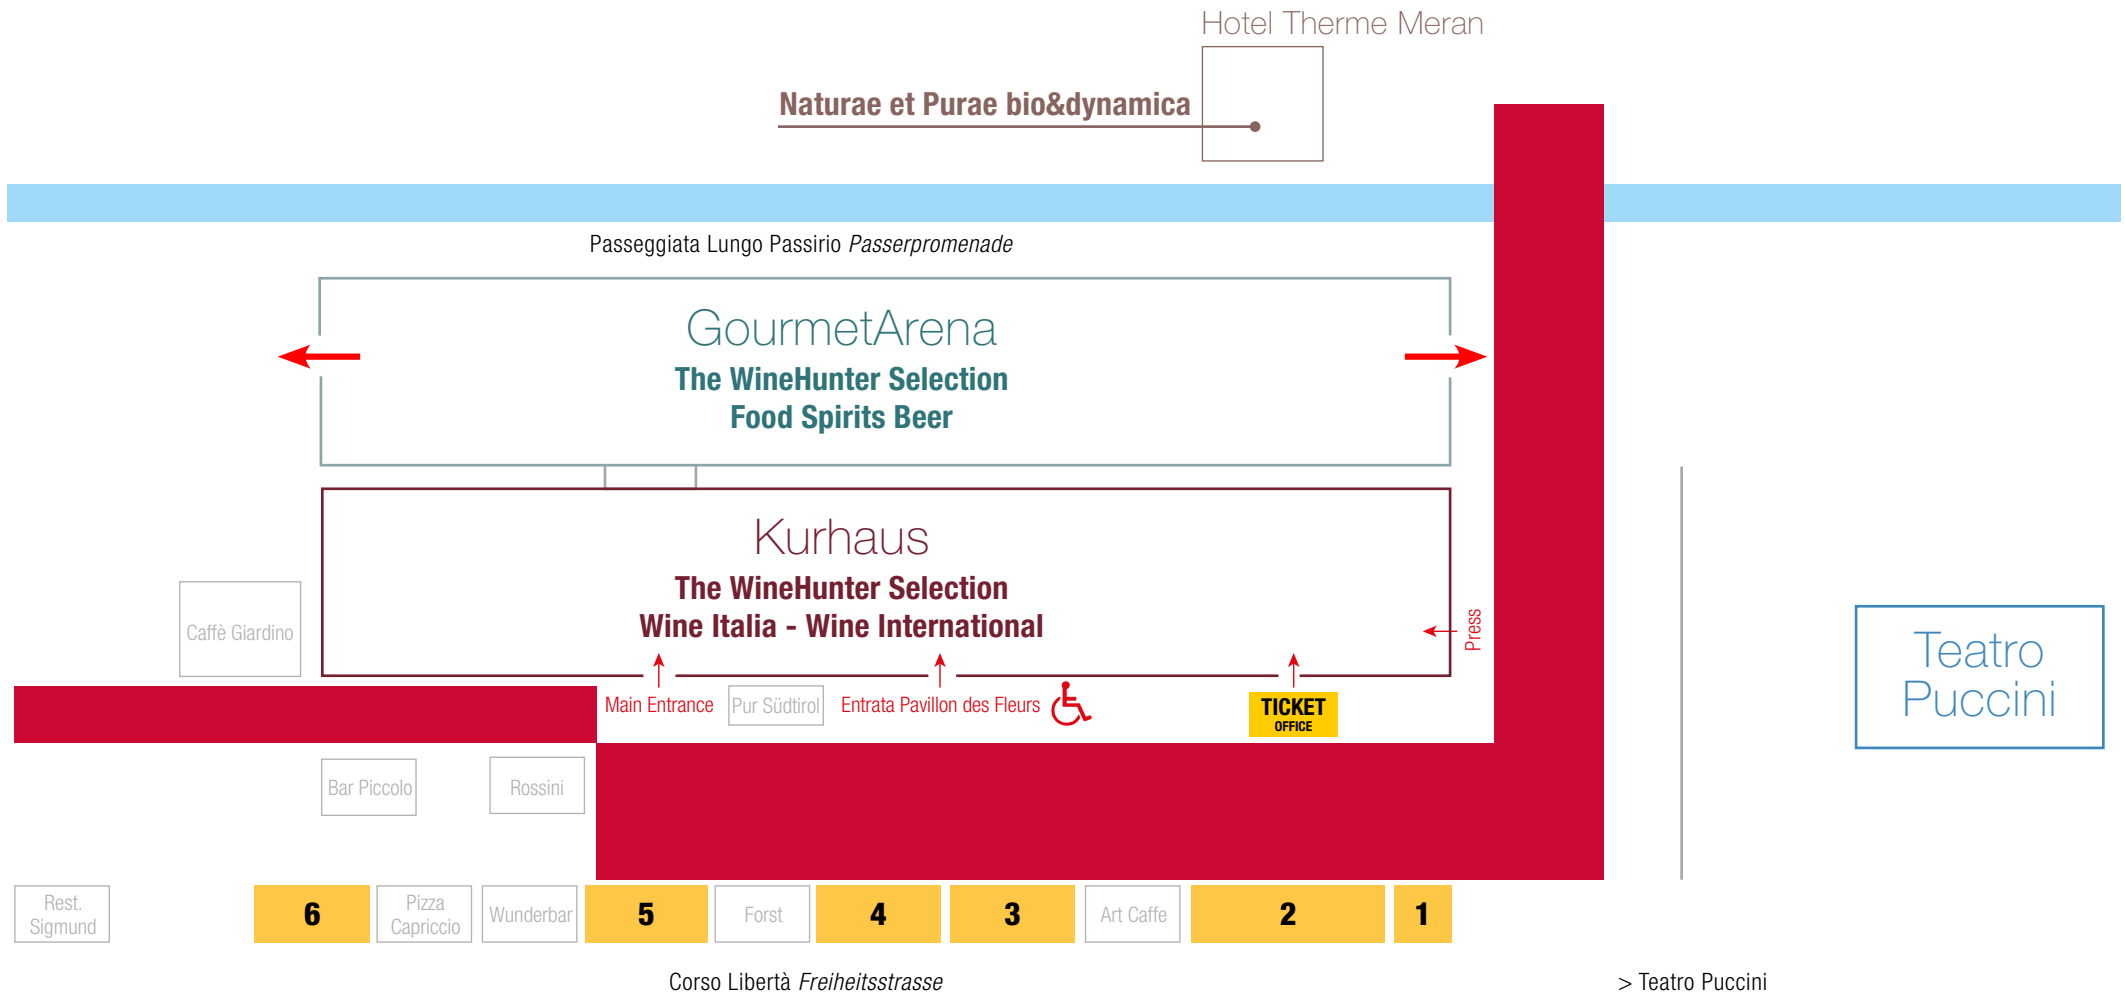 Hotel Therme Meran
Naturae et Purae bio&dynamica
Passeggiata Lungo Passirio Passerpromenade
GourmetArena
The WineHunter Selection
Food Spirits Beer
Kurhaus
The WineHunter Selection
Wine Italia - Wine International
Press
Caffè Giardino
Teatro
Puccini
Main Entrance
Pur Südtirol
Entrata Pavillon des Fleurs
TICKET
OFFICE
Bar Piccolo
Rossini
Rest.
Sigmund
6
Pizza
Capriccio
Wunderbar
5
Forst
4
3
Art Caffe
2
1
Corso Libertà Freiheitsstrasse
> Teatro Puccini